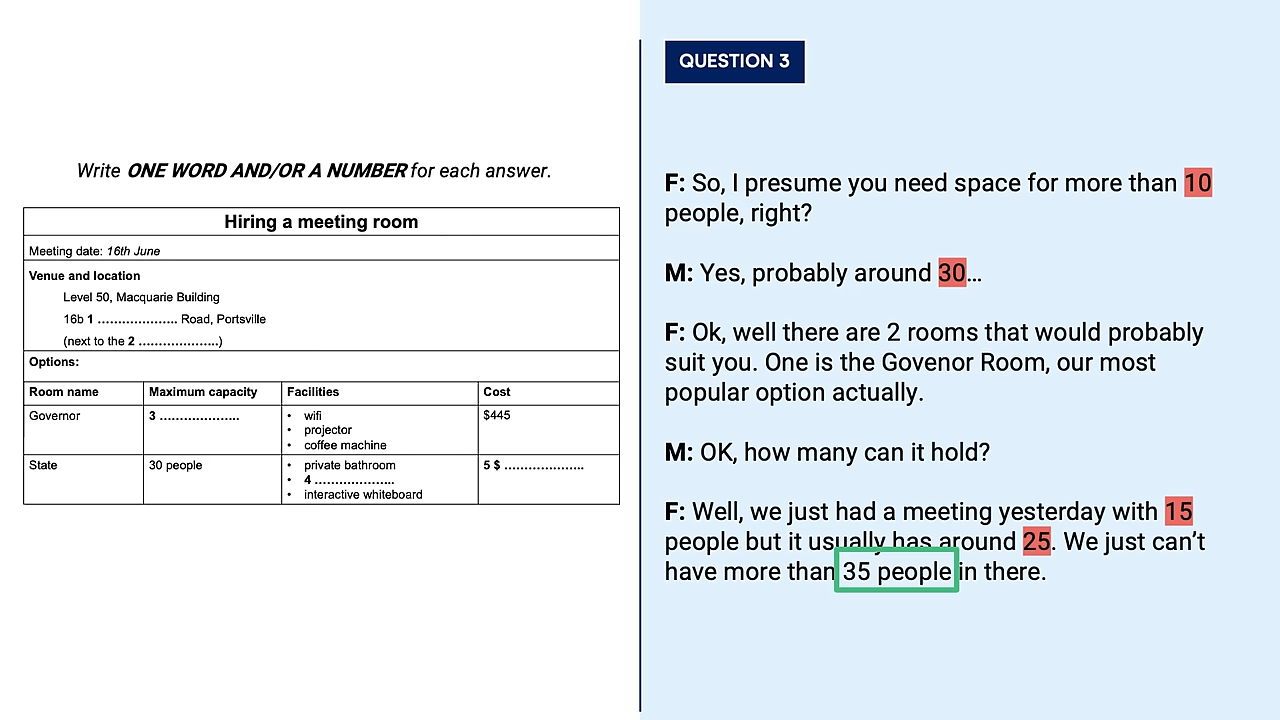 Write ONE WORD AND/OR A NUMBER for each answer.
Hiring a meeting room
Meeting date: 16th June
Venue and location
Level 50, Macquarie Building
16b 1 ……………….. Road, Portsville
(next to the 2 ………………..)
Options:
Room name Maximum capacity Facilities Cost
Governor 3 ……………….. • wifi $445
• projector
• coffee machine
State 30 people • private bathroom 5 $ ………………..
• 4 ………………..
• interactive whiteboard
QUESTION 3
F: So, I presume you need space for more than 10
people, right?
M: Yes, probably around 30…
F: Ok, well there are 2 rooms that would probably
suit you. One is the Govenor Room, our most
popular option actually.
M: OK, how many can it hold?
F: Well, we just had a meeting yesterday with 15
people but it usually has around 25. We just can’t
have more than 35 people in there.